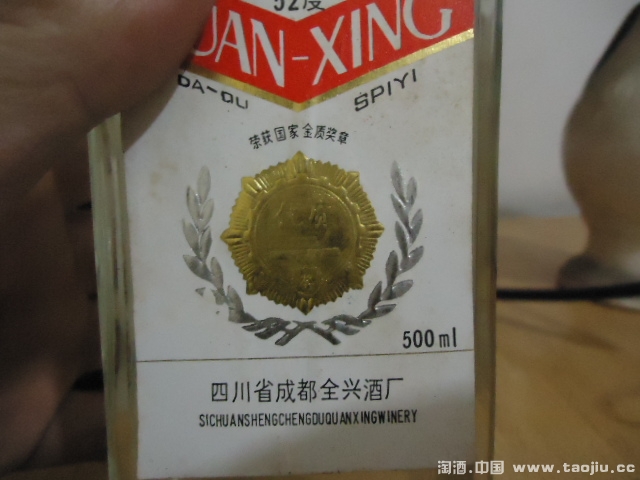 52度
UAN-XING
DA-QU SPIYI
荣获国家金质奖章
500ml
四川省成都全兴酒厂
SICHUANSHENGCHENGDUQUANXINGWINERY
淘酒.中国 www.taojiu.cc